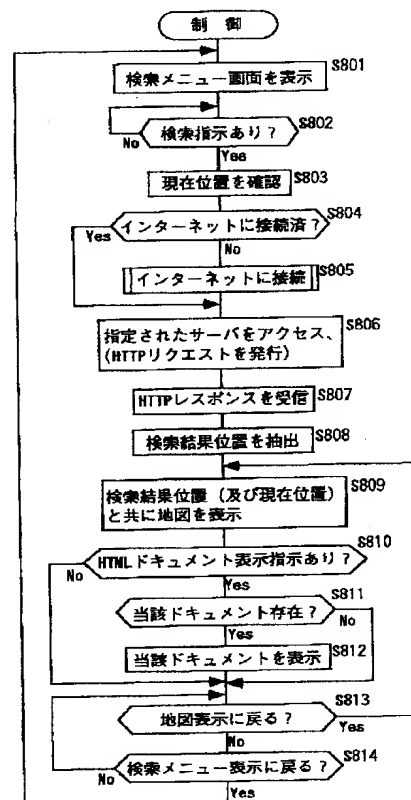 制 御
S801
検索メニュー画面を表示
S802
検索指示あり？
No
Yes
S803
現在位置を確認
S804
Yes
インターネットに接続済？
No
S805
インターネットに接続
S806
指定されたサーバをアクセス、
(HTTPリクエストを発行)
S807
HTTPレスポンスを受信
S808
検索結果位置を抽出
S809
検索結果位置（及び現在位置）
と共に地図を表示
S810
HTMLドキュメント表示指示あり？
No
Yes
S811
当該ドキュメント存在？
No
Yes
S812
当該ドキュメントを表示
S813
地図表示に戻る？
Yes
No
S814
検索メニュー表示に戻る？
No
Yes